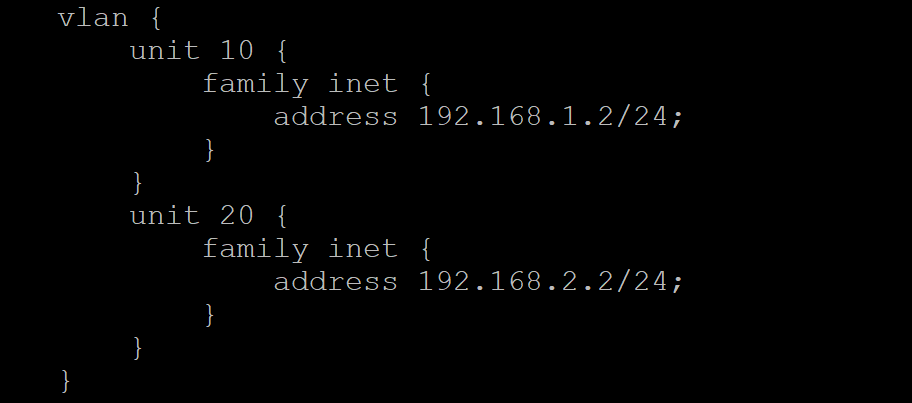 vlan {
    unit 10 {
        family inet {
            address 192.168.1.2/24;
        }
    }
    unit 20 {
        family inet {
            address 192.168.2.2/24;
        }
    }
}